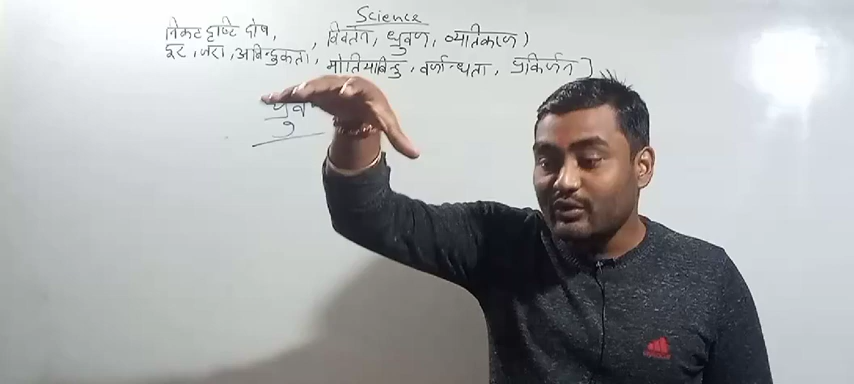 Science
निकट दृष्टि दोष, , विवर्तन, ध्रुवण, व्यतिकरण)
दूर, जरा, अबिन्दुकता, मोतियाबिन्दु, वर्णान्धता, प्रकिर्णन]